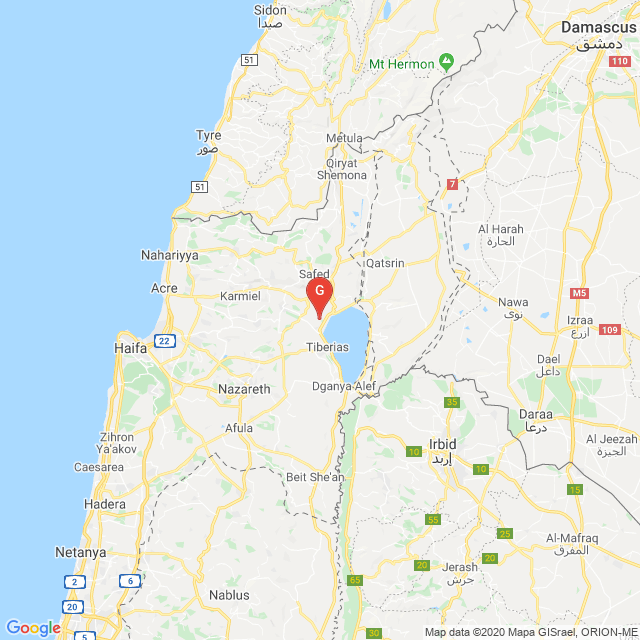 Sidon
صيدا
Damascus
دمشق
51
110
Mt Hermon
Tyre
صور
Metula
Qiryat
Shemona
51
7
Al Harah
الحارة
Nahariyya
Safed
Qatsrin
Acre
Karmiel
G
M5
Nawa
نوى
Izraa
ازرع
109
22
Haifa
Tiberias
Dael
داعل
Nazareth
Dganya Alef
35
Daraa
درعا
Afula
Zihron
Ya'akov
Irbid
إربد
10
10
Al Jeezah
الجيزة
Caesarea
Beit She'an
15
Hadera
55
25
Netanya
Al-Mafraq
المفرق
2
6
20
65
20
Jerash
جرش
20
Nablus
5
30
Google
Map data ©2020 Mapa GISrael, ORION-ME